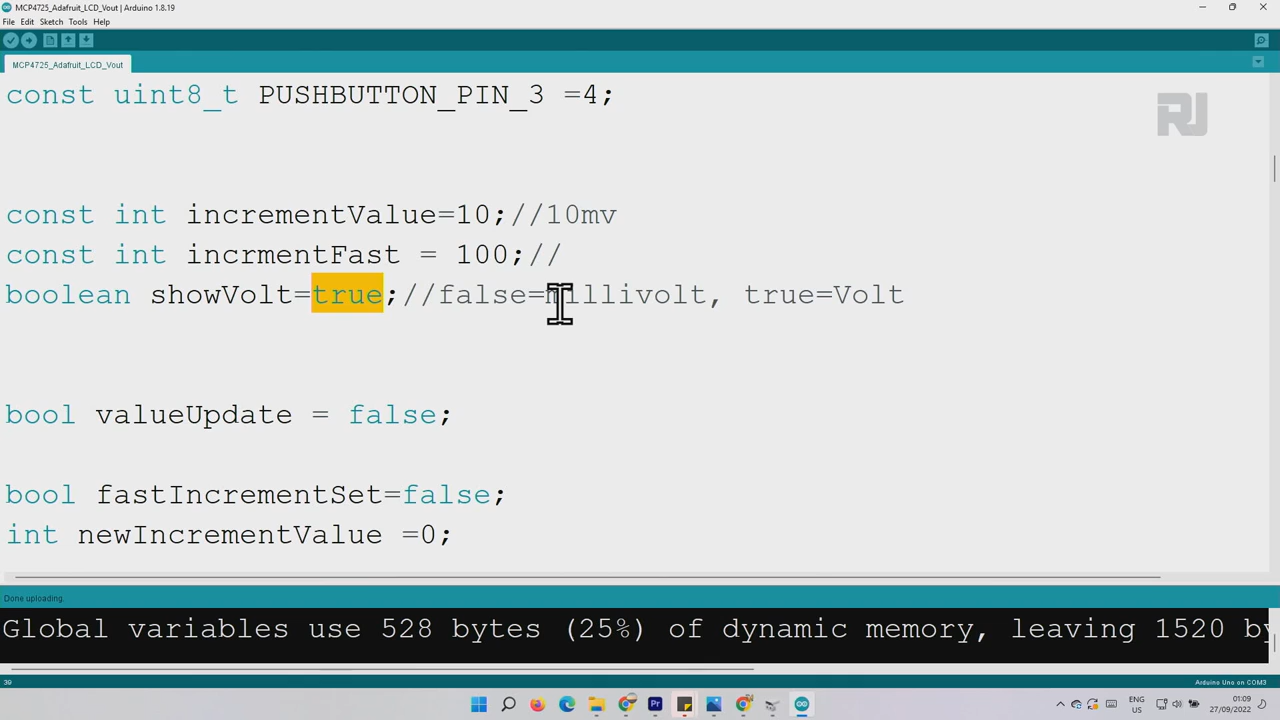 MCP4725_Adafruit_LCD_Vout | Arduino 1.8.19
File Edit Sketch Tools Help
MCP4725_Adafruit_LCD_Vout
const uint8_t PUSHBUTTON_PIN_3 =4;
RJ
const int incrementValue=10;//10mv
const int incrmentFast = 100;//
boolean showVolt=true;//false=millivolt, true=Volt
bool valueUpdate = false;
bool fastIncrementSet=false;
int newIncrementValue =0;
Done uploading.
Global variables use 528 bytes (25%) of dynamic memory, leaving 1520 by
39
Arduino Uno on COM3
Pr
ENG
US
01:09
27/09/2022